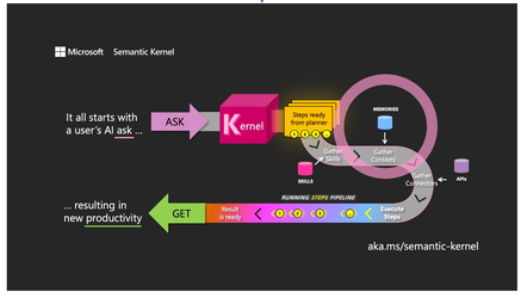 Microsoft Semantic Kernel
It all starts with
a user's AI ask ...
ASK
Kernel
Steps ready
from planner
MEMORIES
Gather
Skills
Gather
Contexts
SKILLS
Gather
Connectors
APIs
RUNNING STEPS PIPELINE
... resulting in
new productivity
GET
Result
is ready
Execute
Steps
aka.ms/semantic-kernel